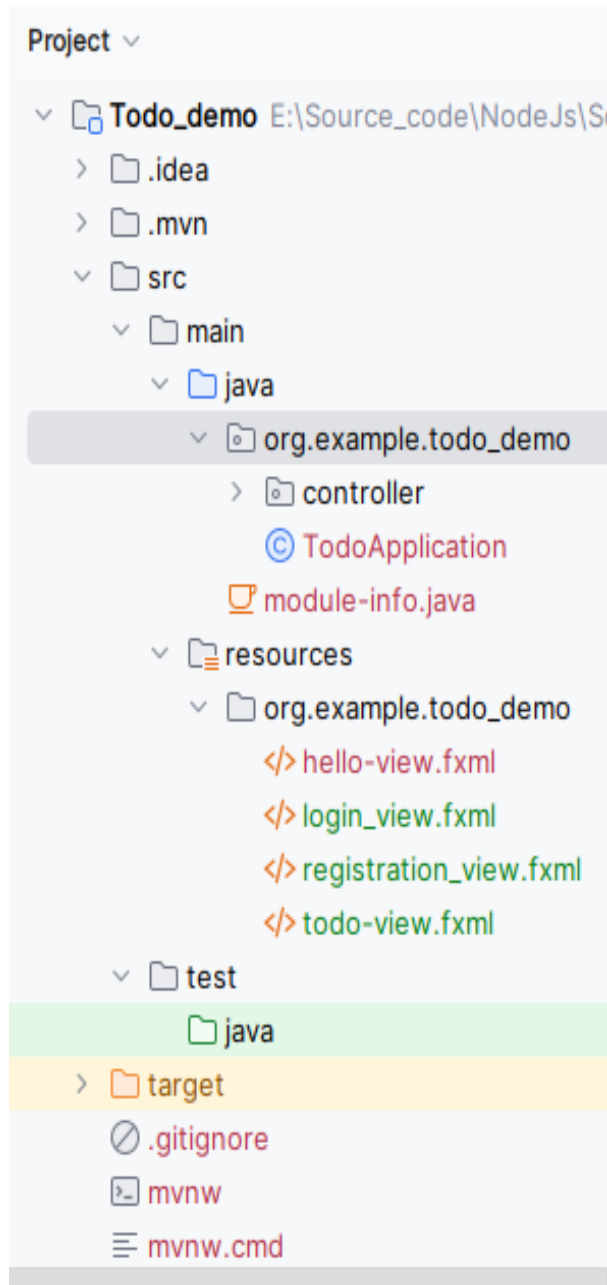 Project
Todo_demo E:\Source_code\NodeJs\S
.idea
.mvn
src
main
java
org.example.todo_demo
controller
TodoApplication
module-info.java
resources
org.example.todo_demo
hello-view.fxml
login_view.fxml
registration_view.fxml
todo-view.fxml
test
java
target
.gitignore
mvnw
mvnw.cmd